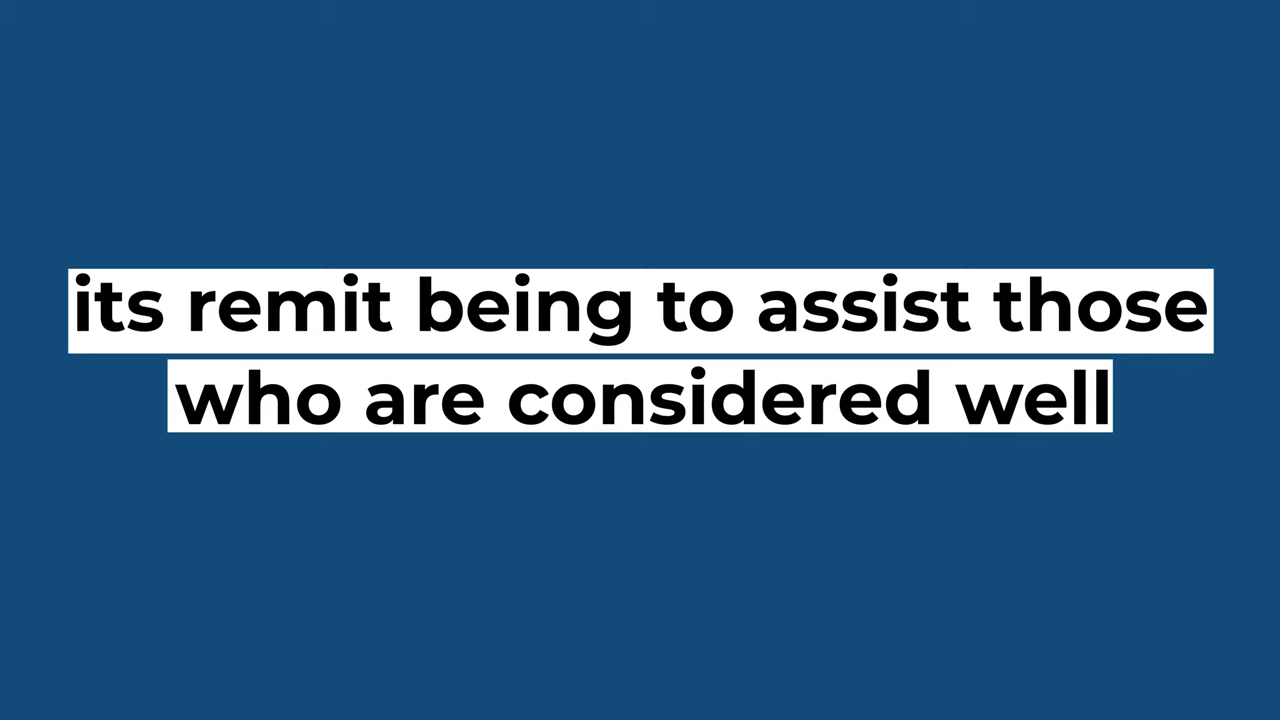 its remit being to assist those
who are considered well